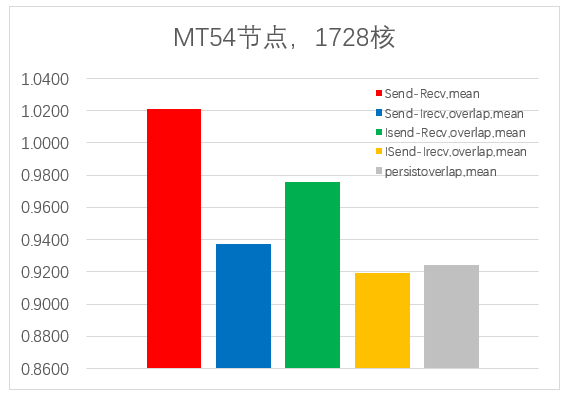 MT54节点，1728核
1.0400
1.0200
1.0000
0.9800
0.9600
0.9400
0.9200
0.9000
0.8800
0.8600
Send-Recv,mean
Send-Irecv,overlap,mean
Isend-Recv,overlap,mean
ISend-Irecv,overlap,mean
persistoverlap,mean